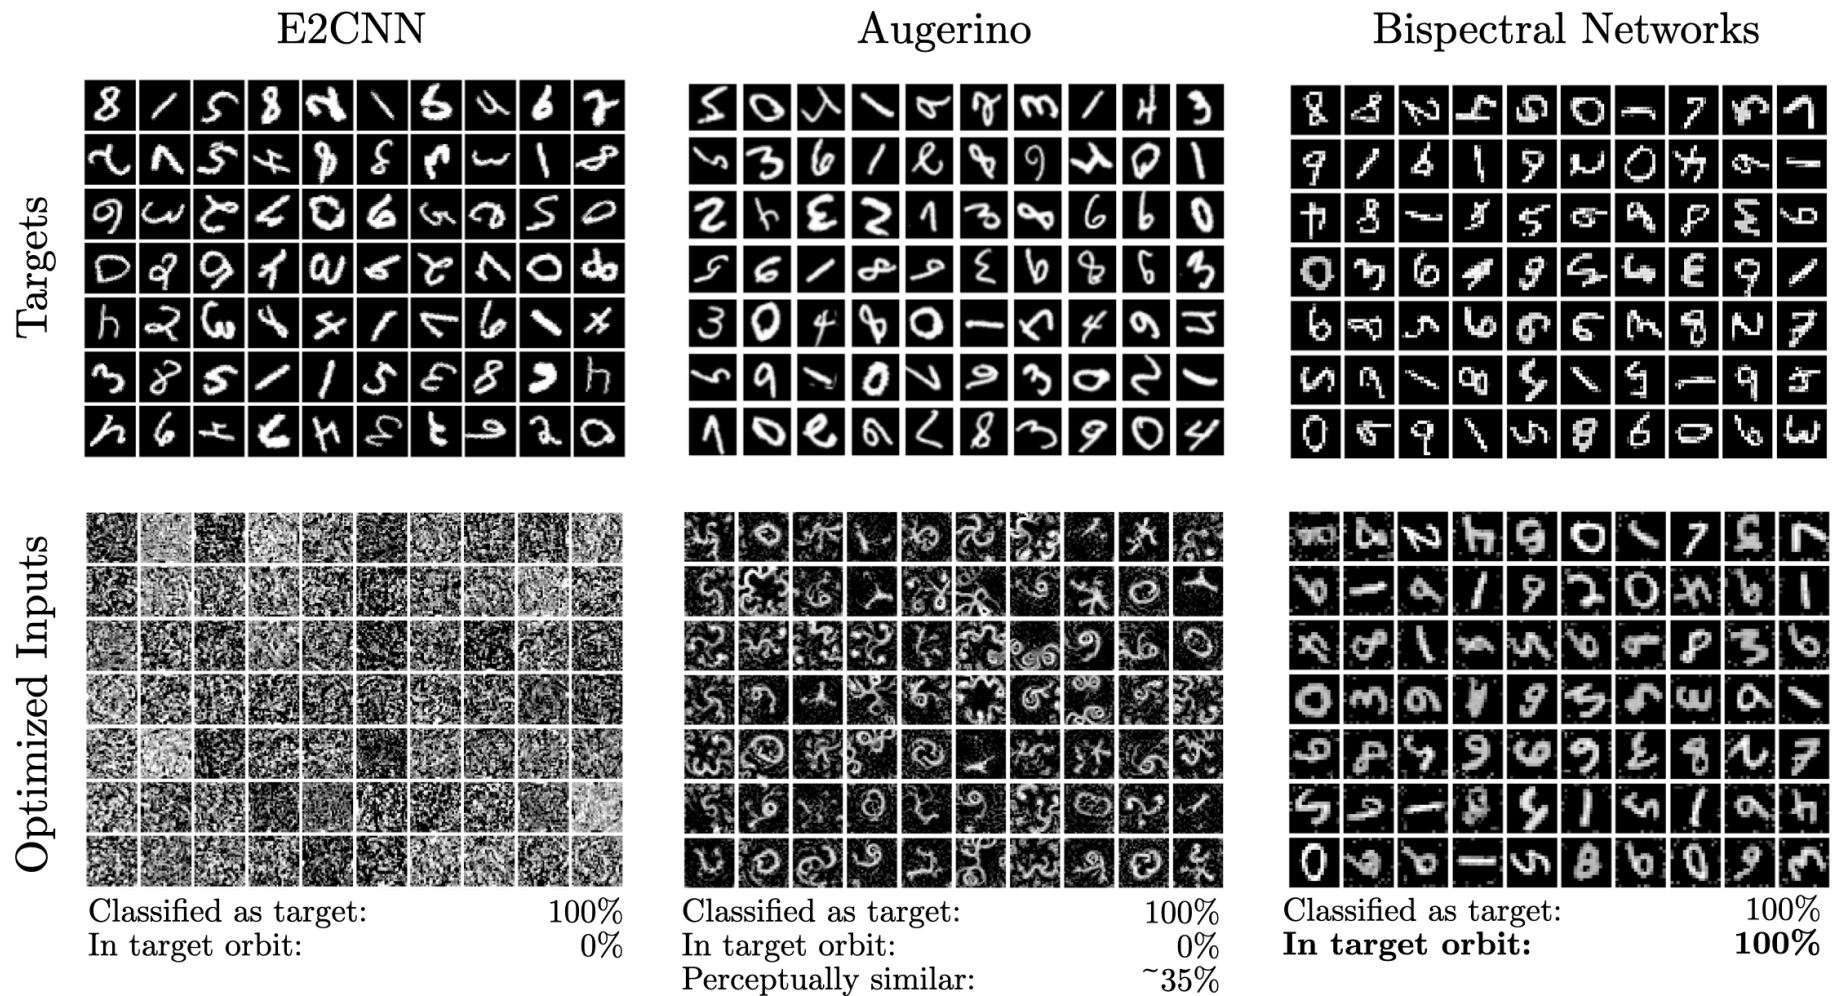 E2CNN
Augerino
Bispectral Networks
Targets
Optimized Inputs
Classified as target: 100%
In target orbit: 0%
Classified as target: 100%
In target orbit: 0%
Perceptually similar: ~35%
Classified as target: 100%
In target orbit: 100%